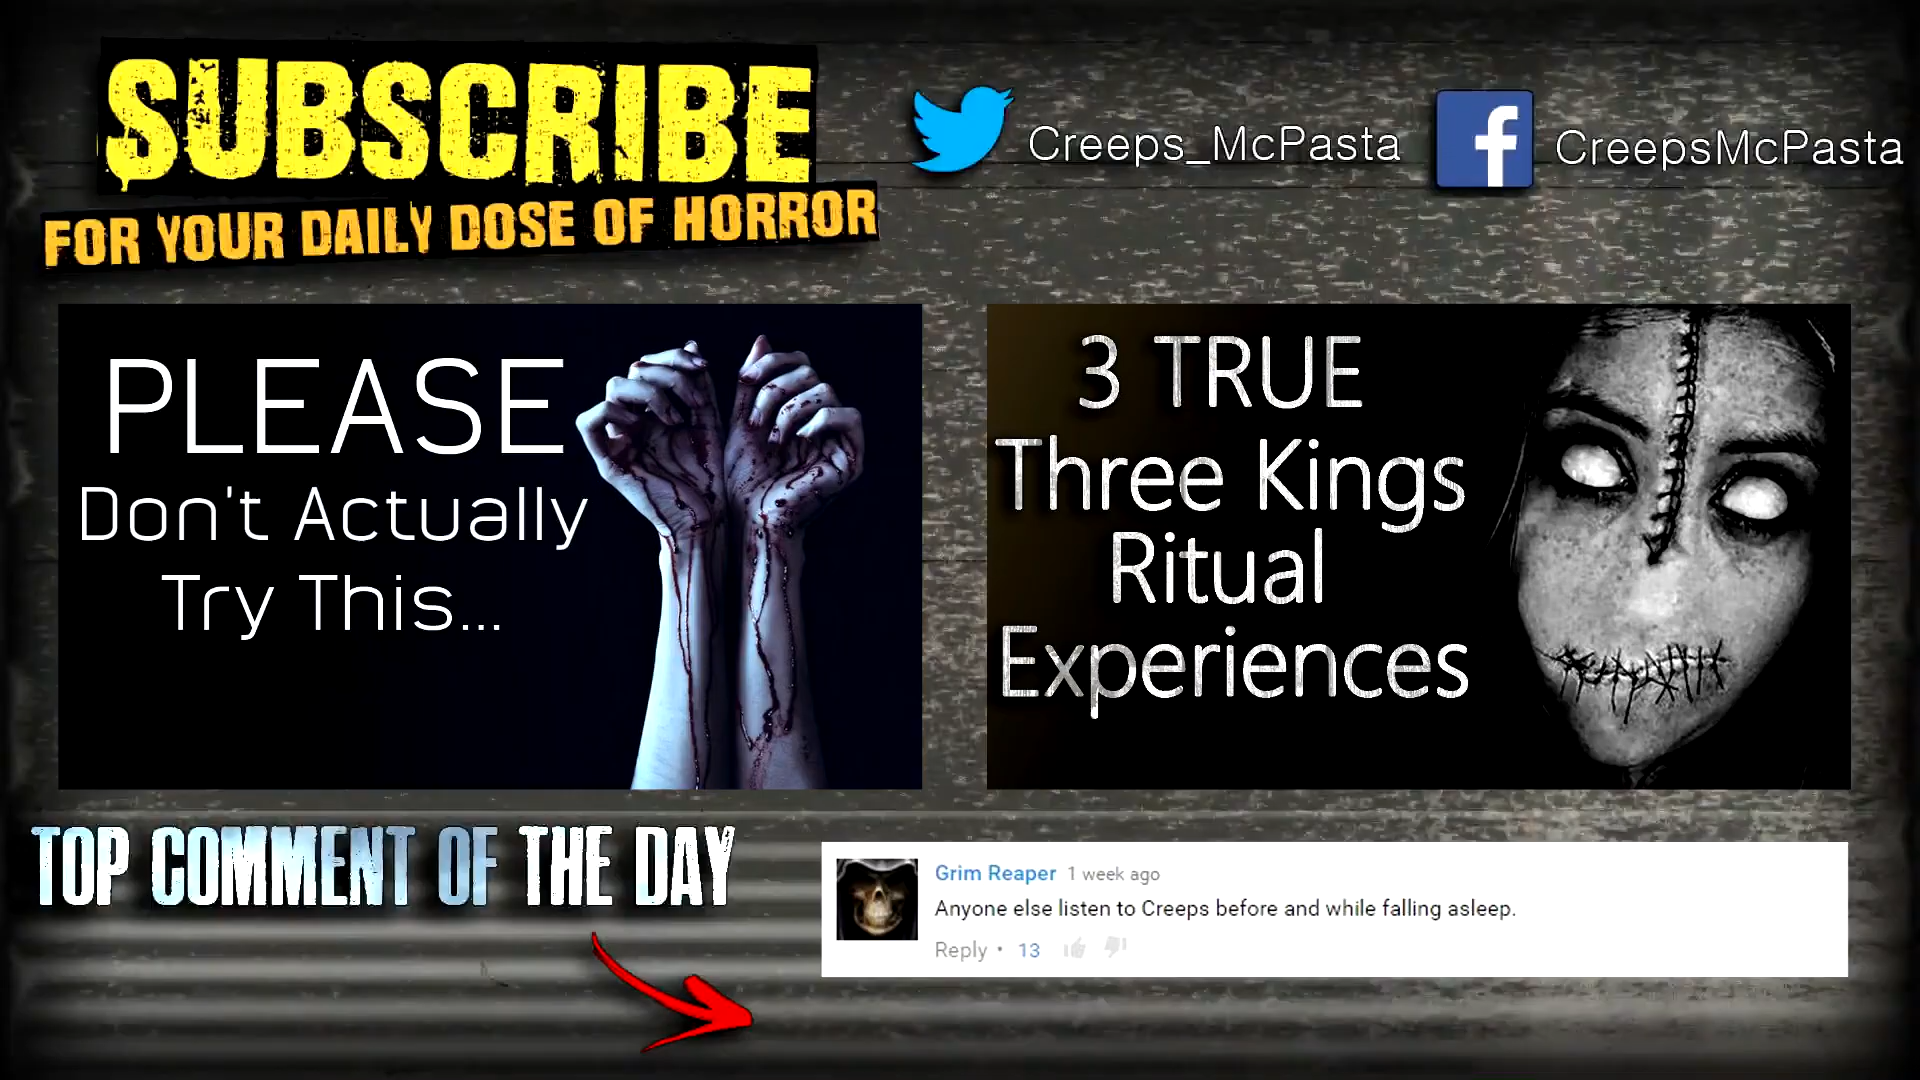 SUBSCRIBE
FOR YOUR DAILY DOSE OF HORROR
Creeps_McPasta
CreepsMcPasta
PLEASE
Don't Actually
Try This...
3 TRUE
Three Kings
Ritual
Experiences
TOP COMMENT OF THE DAY
Grim Reaper 1 week ago
Anyone else listen to Creeps before and while falling asleep.
Reply • 13